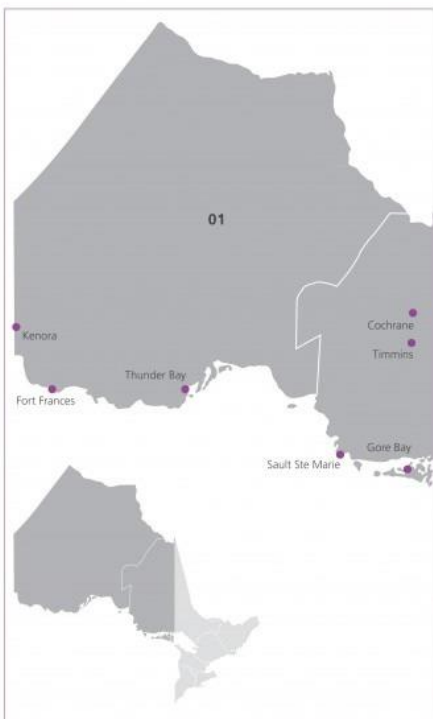 01
Kenora
Cochrane
Timmins
Thunder Bay
Fort Frances
Gore Bay
Sault Ste Marie